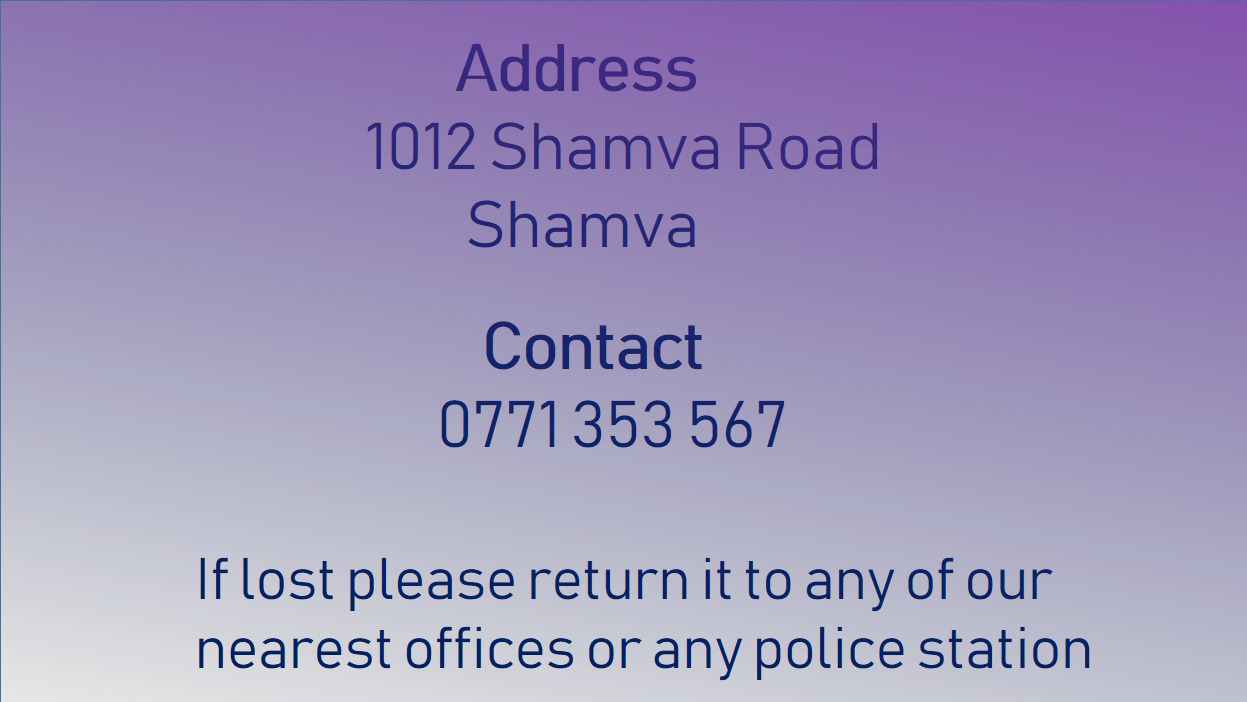 Address
1012 Shamva Road
Shamva
Contact
0771 353 567
If lost please return it to any of our
nearest offices or any police station